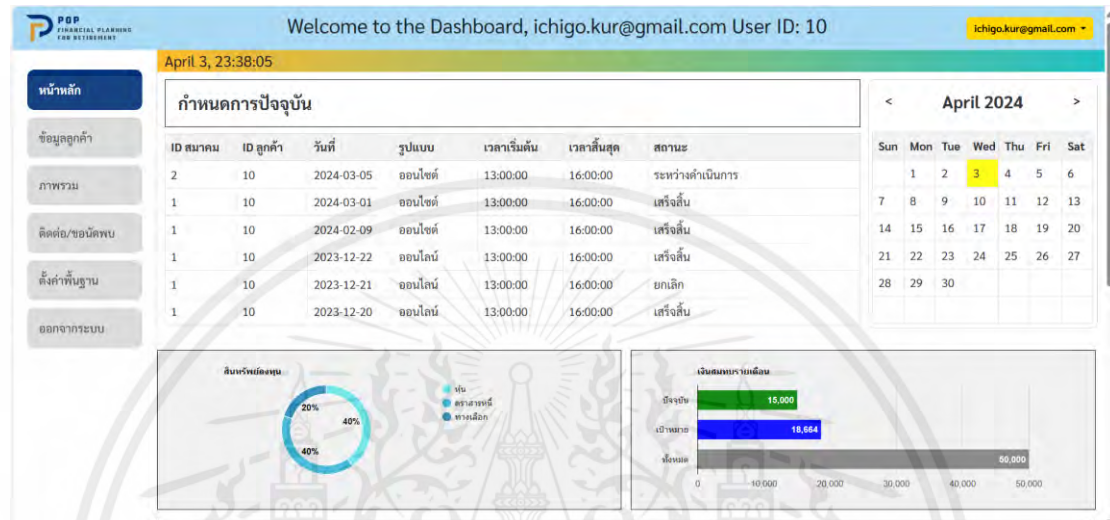 POP
FINANCIAL PLANNING
FOR RETIREMENT
Welcome to the Dashboard, ichigo.kur@gmail.com User ID: 10
ichigo.kur@gmail.com
April 3, 23:38:05
หน้าหลัก
ข้อมูลลูกค้า
ภาพรวม
ติดต่อ/ขอนัดพบ
ตั้งค่าพื้นฐาน
ออกจากระบบ
กำหนดการปัจจุบัน
ID สมาคม ID ลูกค้า วันที่ รูปแบบ เวลาเริ่มต้น เวลาสิ้นสุด สถานะ
2 10 2024-03-05 ออนไซต์ 13:00:00 16:00:00 ระหว่างดำเนินการ
1 10 2024-03-01 ออนไซต์ 13:00:00 16:00:00 เสร็จสิ้น
1 10 2024-02-09 ออนไซต์ 13:00:00 16:00:00 เสร็จสิ้น
1 10 2023-12-22 ออนไลน์ 13:00:00 16:00:00 เสร็จสิ้น
1 10 2023-12-21 ออนไลน์ 13:00:00 16:00:00 ยกเลิก
1 10 2023-12-20 ออนไลน์ 13:00:00 16:00:00 เสร็จสิ้น
< April 2024 >
Sun Mon Tue Wed Thu Fri Sat
1 2 3 4 5 6
7 8 9 10 11 12 13
14 15 16 17 18 19 20
21 22 23 24 25 26 27
28 29 30
สินทรัพย์ลงทุน
20%
40%
40%
หุ้น
ตราสารหนี้
ทางเลือก
เงินสมทบรายเดือน
ปัจจุบัน 15,000
เป้าหมาย 18,664
ทั้งหมด 50,000
0 10,000 20,000 30,000 40,000 50,000